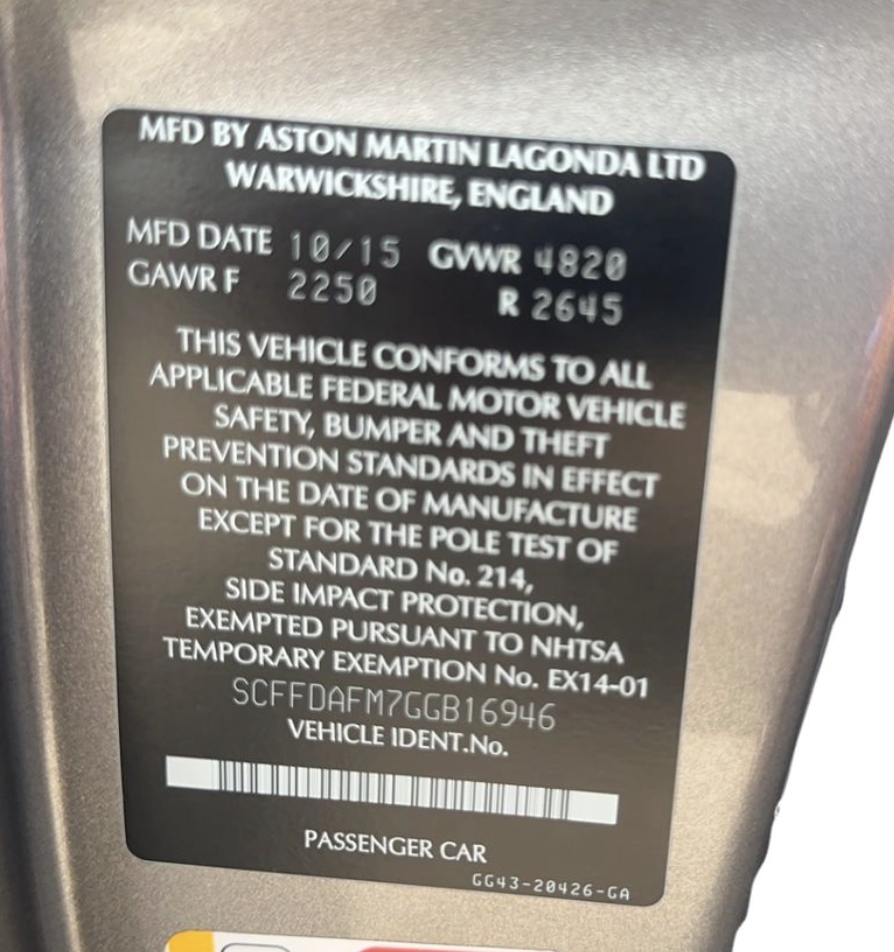 MFD BY ASTON MARTIN LAGONDA LTD
WARWICKSHIRE, ENGLAND
MFD DATE 10/15 GVWR 4820
GAWR F 2250 R 2645
THIS VEHICLE CONFORMS TO ALL
APPLICABLE FEDERAL MOTOR VEHICLE
SAFETY, BUMPER AND THEFT
PREVENTION STANDARDS IN EFFECT
ON THE DATE OF MANUFACTURE
EXCEPT FOR THE POLE TEST OF
STANDARD No. 214,
SIDE IMPACT PROTECTION,
EXEMPTED PURSUANT TO NHTSA
TEMPORARY EXEMPTION No. EX14-01
SCFFDAFM7GGB16946
VEHICLE IDENT.No.
PASSENGER CAR
GG43-20426-GA